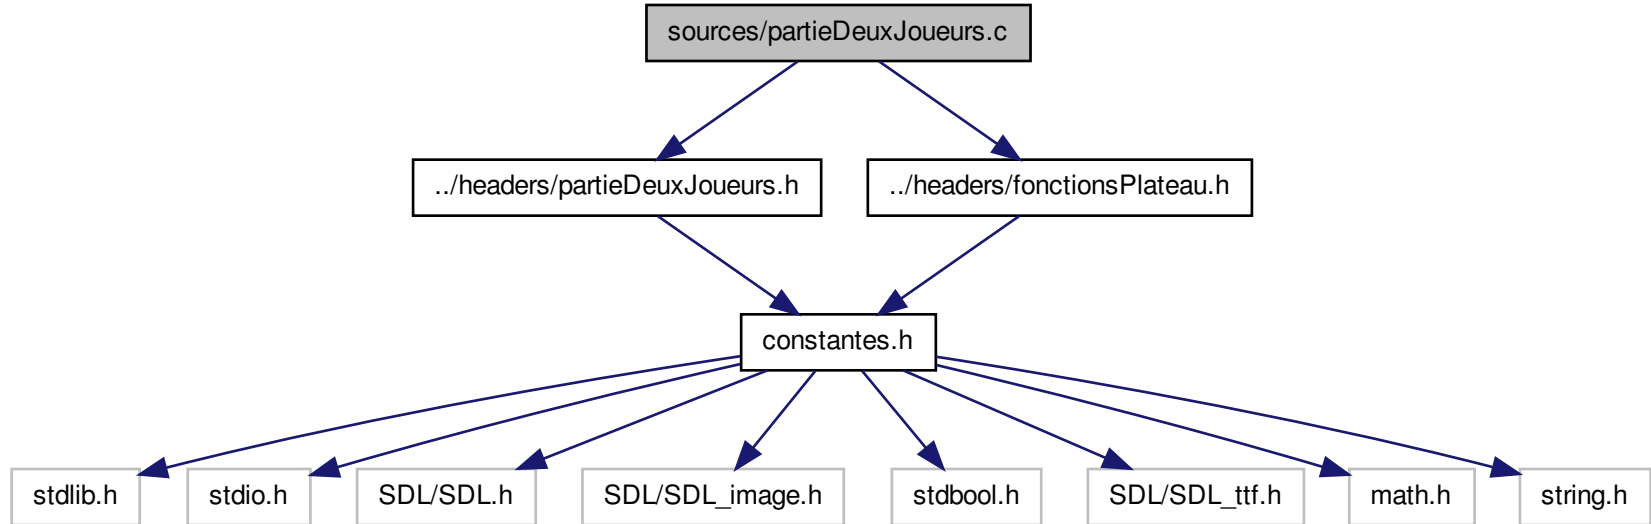 sources/partieDeuxJoueurs.c
../headers/partieDeuxJoueurs.h
../headers/fonctionsPlateau.h
constantes.h
stdlib.h
stdio.h
SDL/SDL.h
SDL/SDL_image.h
stdbool.h
SDL/SDL_ttf.h
math.h
string.h